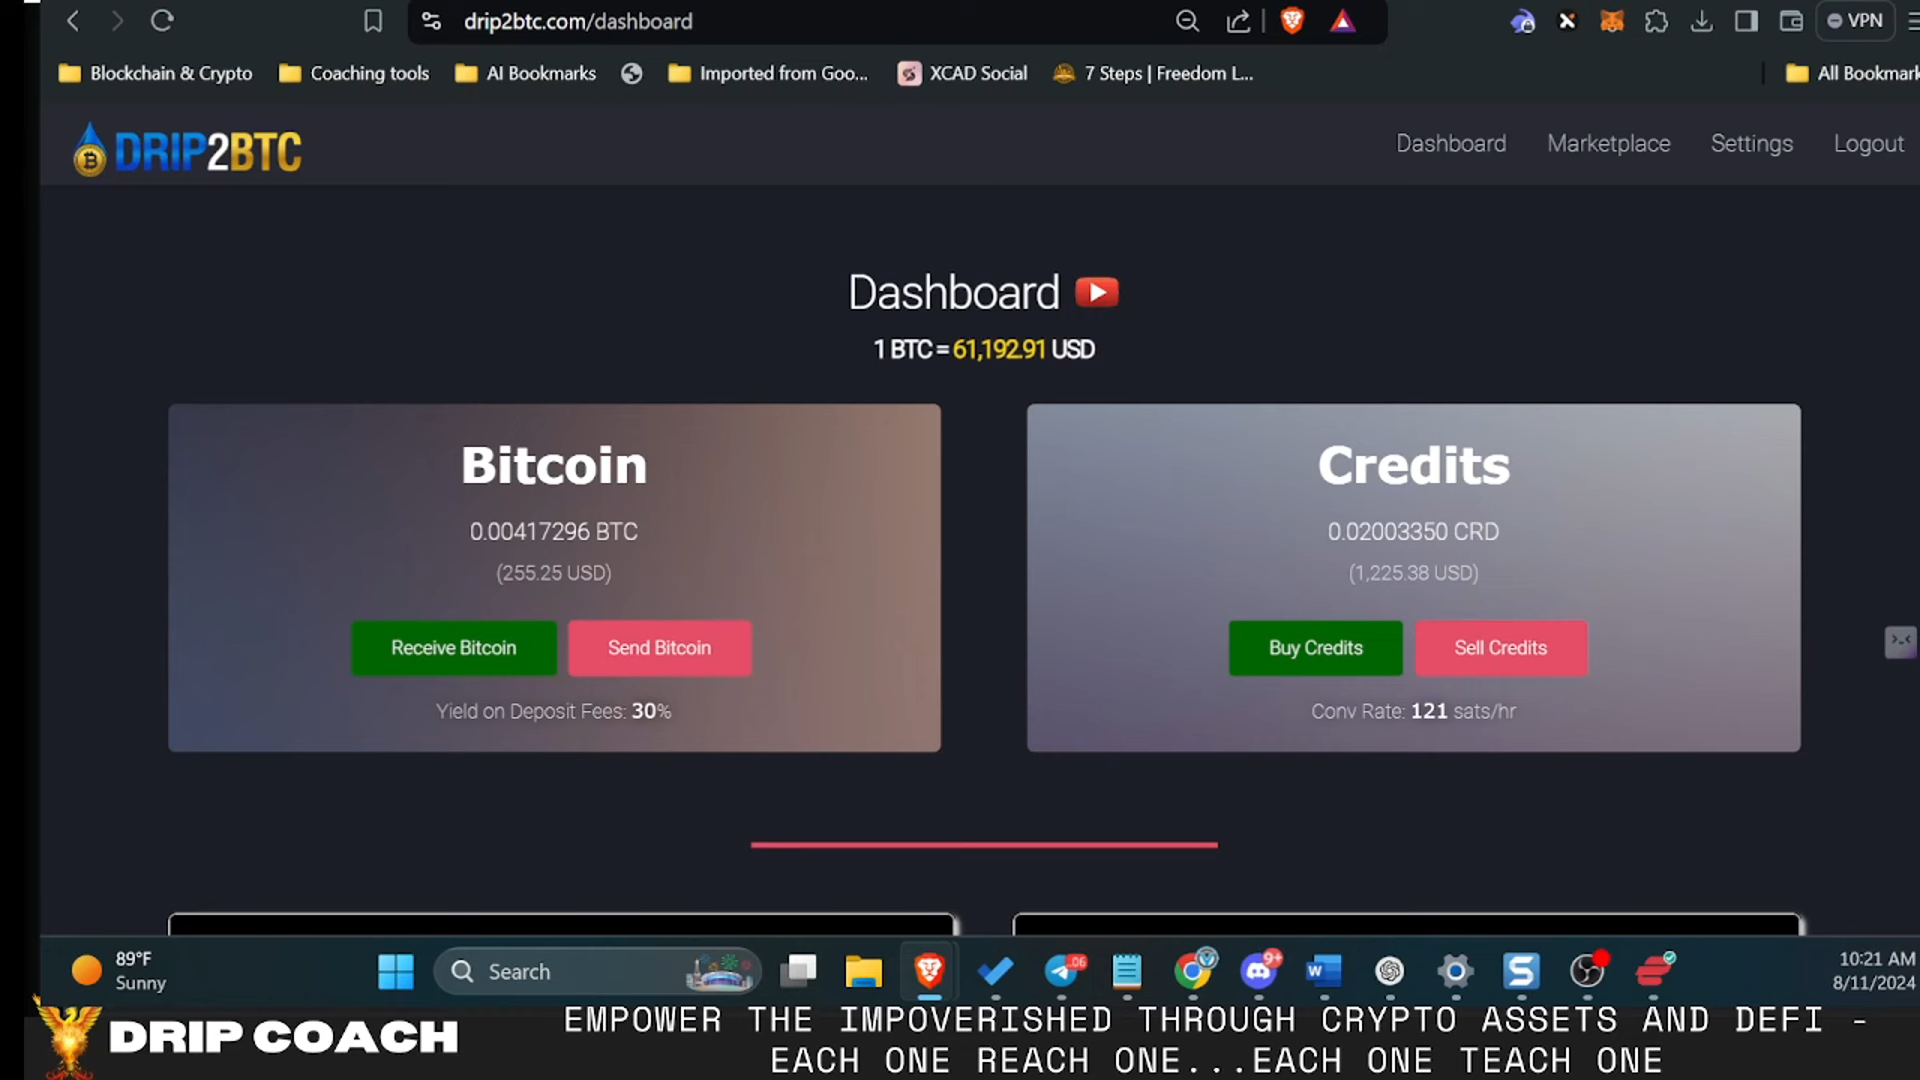 drip2btc.com/dashboard
VPN
Blockchain & Crypto
Coaching tools
AI Bookmarks
Imported from Goo...
XCAD Social
7 Steps | Freedom L...
All Bookmark
DRIP2BTC
Dashboard
Marketplace
Settings
Logout
Dashboard
1 BTC = 61,192.91 USD
Bitcoin
0.00417296 BTC
(255.25 USD)
Receive Bitcoin
Send Bitcoin
Yield on Deposit Fees: 30%
Credits
0.02003350 CRD
(1,225.38 USD)
Buy Credits
Sell Credits
Conv Rate: 121 sats/hr
89°F
Sunny
Search
.06
9+
10:21 AM
8/11/2024
DRIP COACH
EMPOWER THE IMPOVERISHED THROUGH CRYPTO ASSETS AND DEFI -
EACH ONE REACH ONE...EACH ONE TEACH ONE